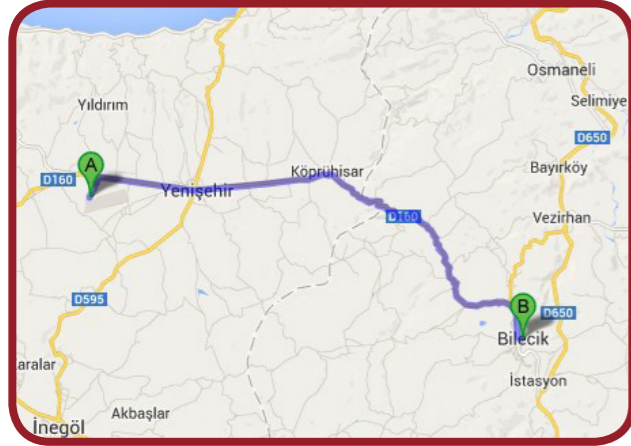 Osmaneli
Selimiye
Yıldırım
D650
A
Bayırköy
Köprühisar
D160
Yenişehir
D160
Vezirhan
D595
B
D650
Bilecik
aralar
İstasyon
Akbaşlar
İnegöl